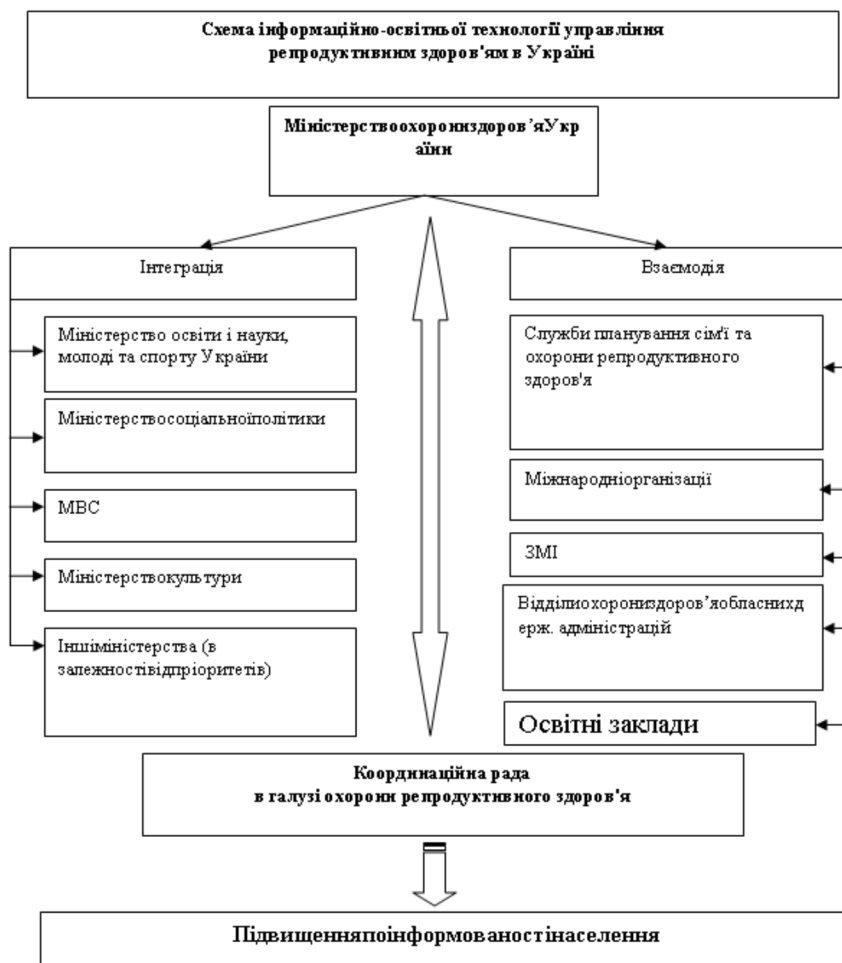 Схема інформаційно-освітньої технології управління
репродуктивним здоров'ям в Україні
Міністерствоохорониздоров’яУкр
аїни
Інтеграція
Міністерство освіти і науки,
молоді та спорту України
Міністерствосоціальноїполітики
МВС
Міністерствокультури
Іншіміністерства (в
залежностівідпріоритетів)
Взаємодія
Служби планування сім'ї та
охорони репродуктивного
здоров'я
Міжнародніорганізації
ЗМІ
Відділиохорониздоров’яобласнихд
ерж. адміністрацій
Освітні заклади
Координаційна рада
в галузі охорони репродуктивного здоров'я
Підвищенняпоінформованостінаселення